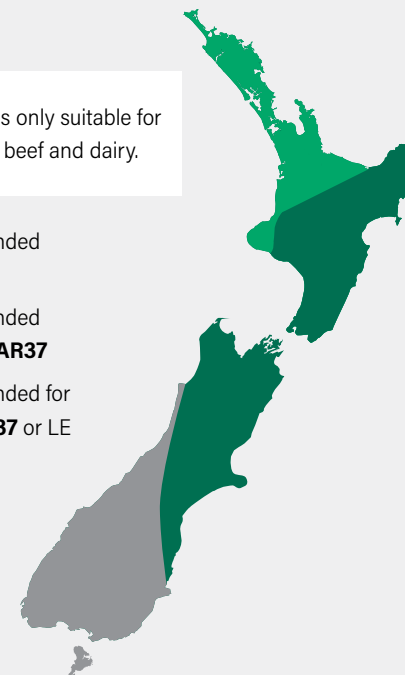 s only suitable for
beef and dairy.
nded
nded
AR37
nded for
37 or LE